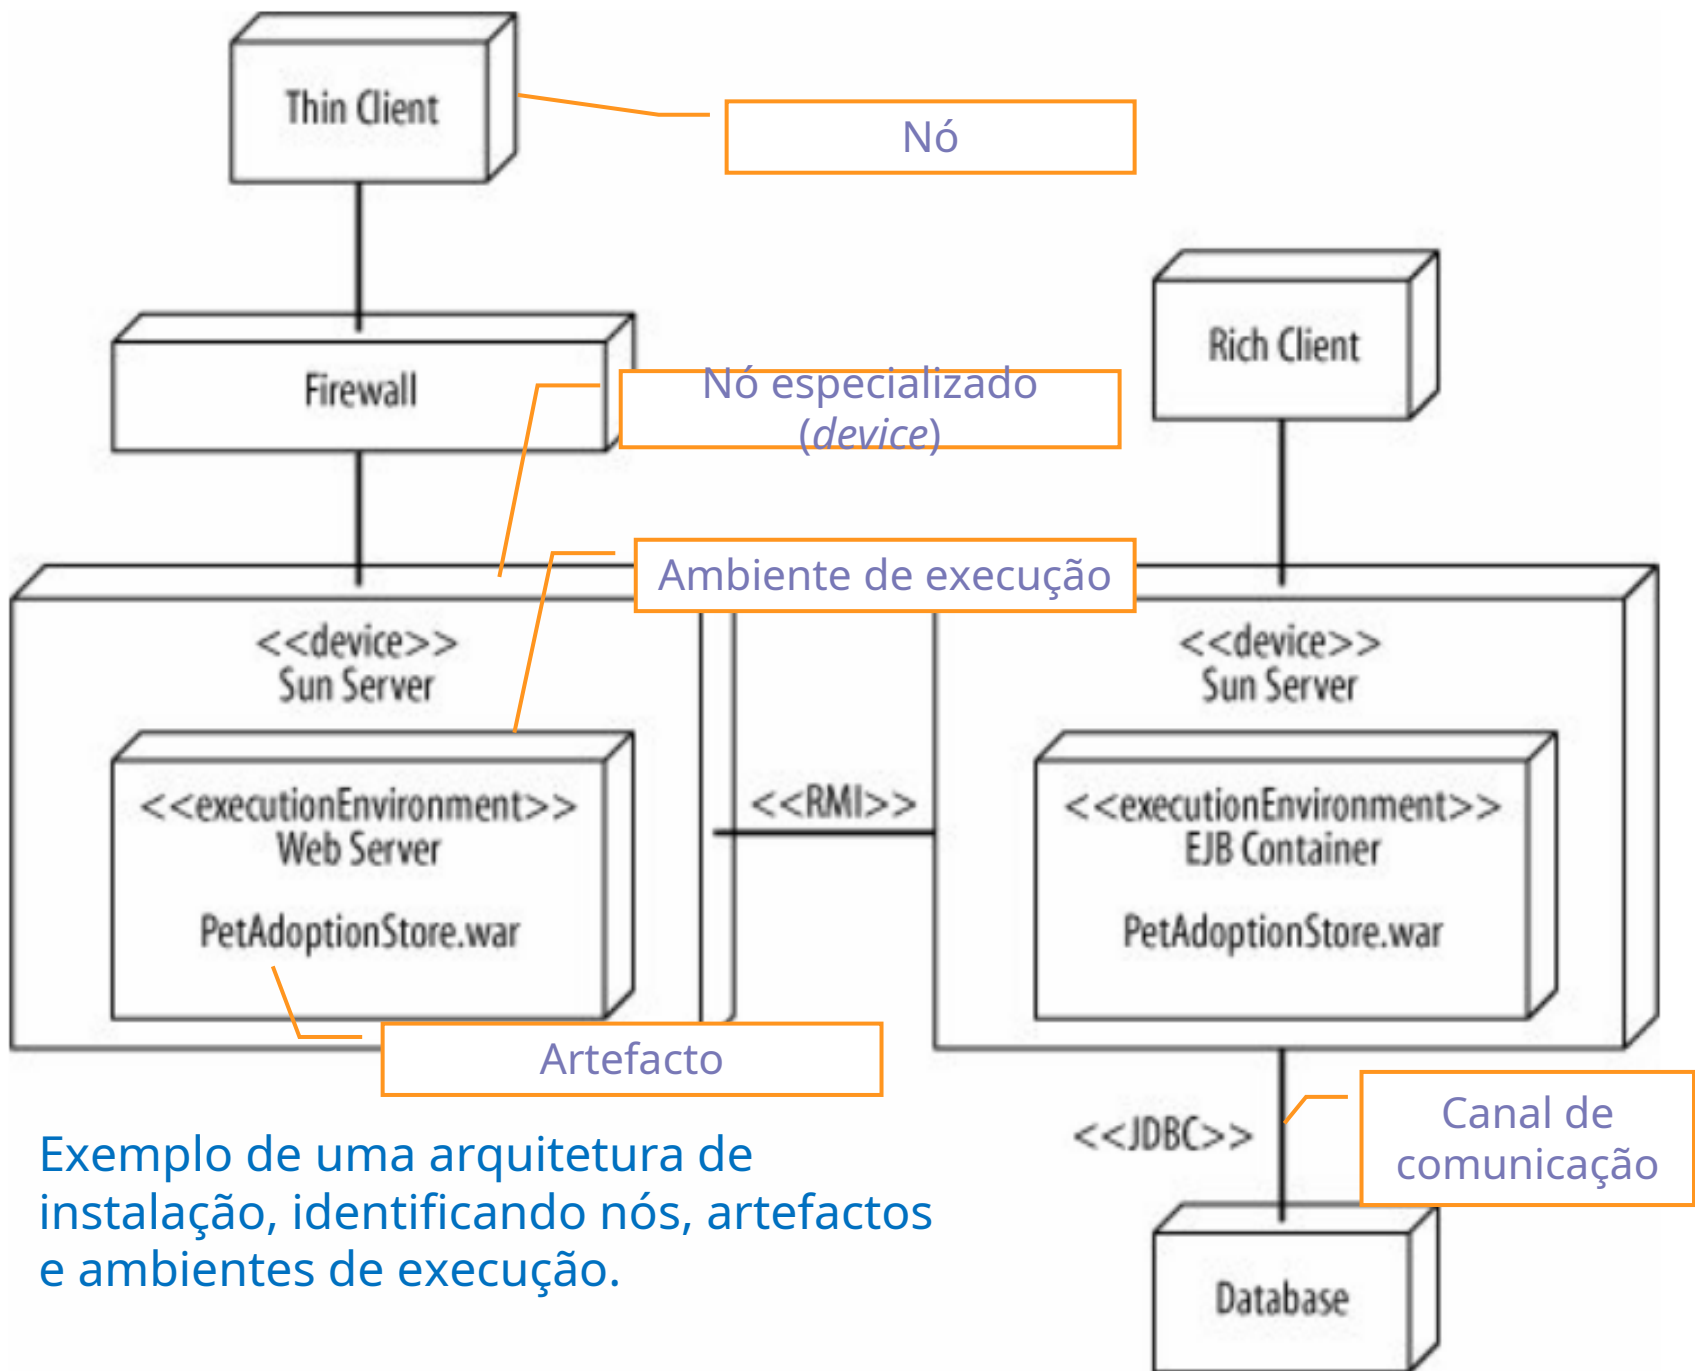 Thin Client
Nó
Rich Client
Firewall
Nó especializado
(device)
Ambiente de execução
<<device>>
Sun Server
<<device>>
Sun Server
<<executionEnvironment>>
Web Server
PetAdoptionStore.war
<<RMI>>
<<executionEnvironment>>
EJB Container
PetAdoptionStore.war
Artefacto
<<JDBC>>
Canal de
comunicação
Exemplo de uma arquitetura de
instalação, identificando nós, artefactos
e ambientes de execução.
Database